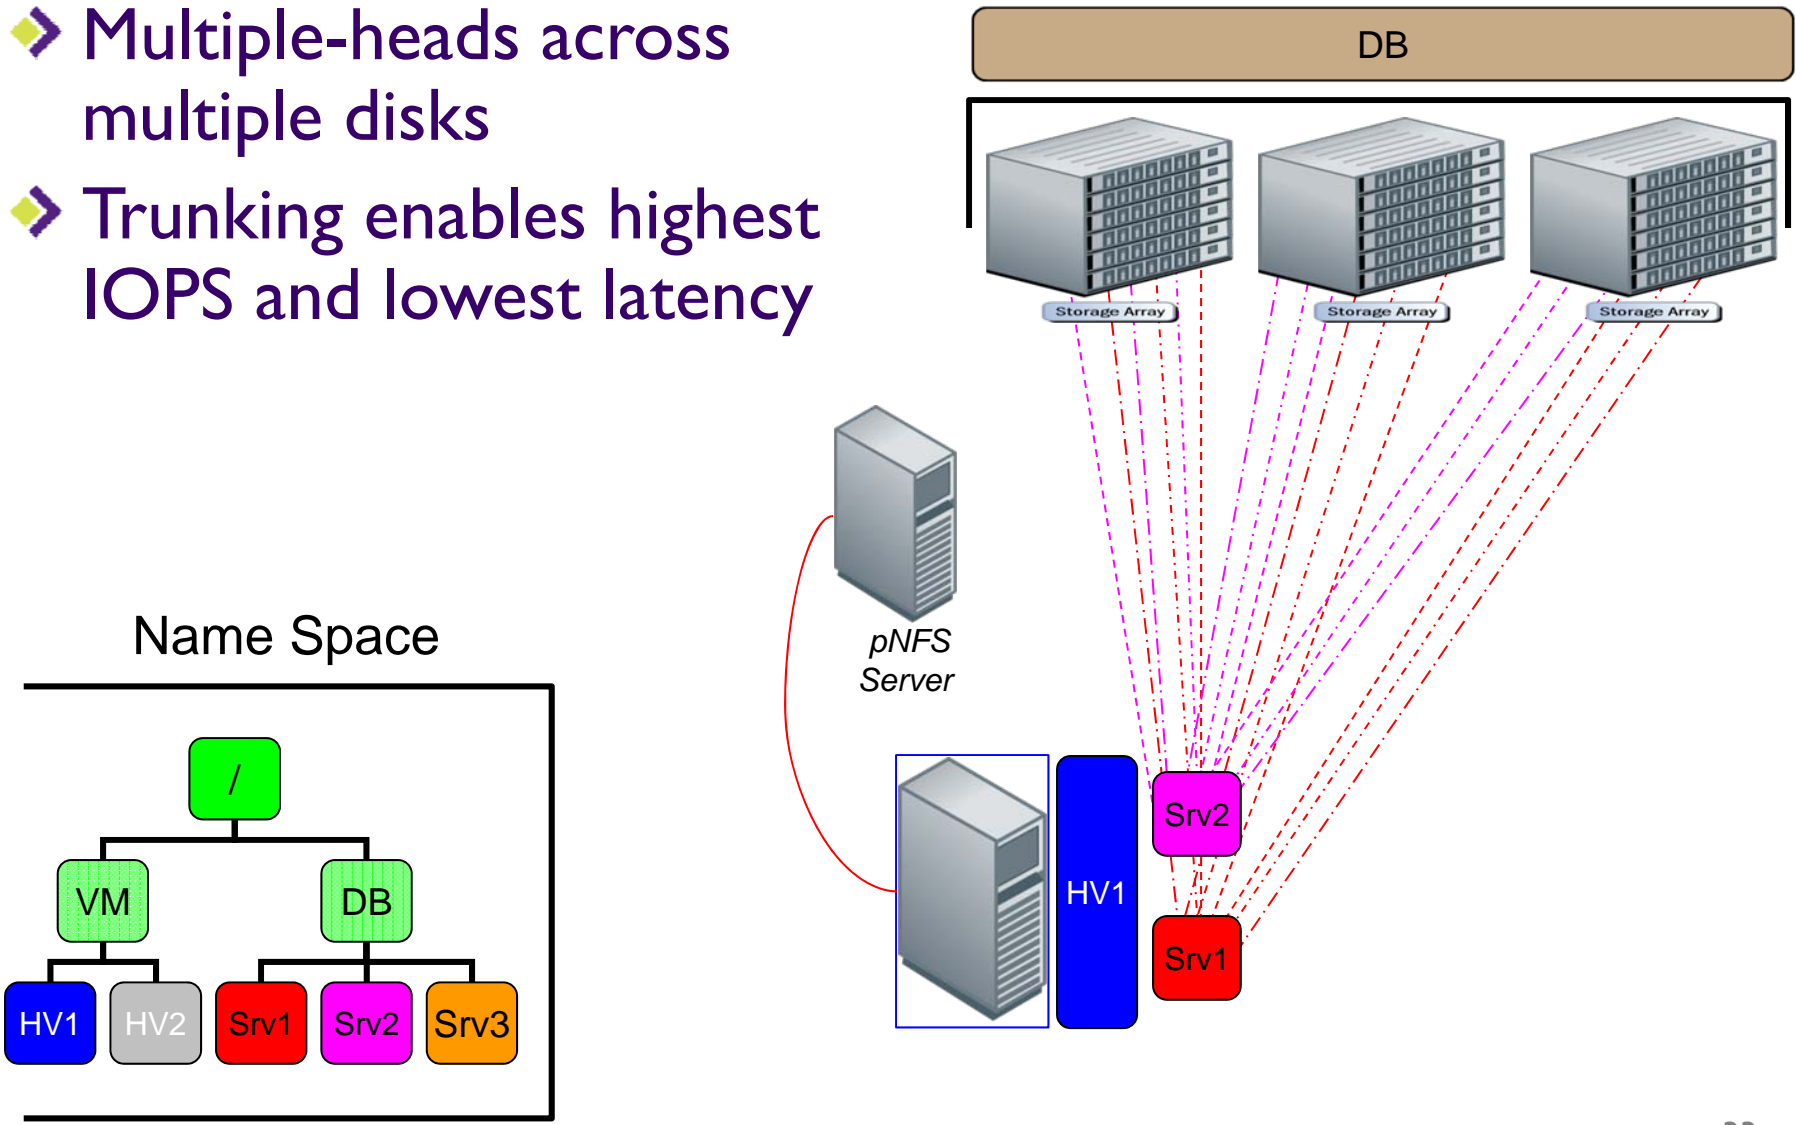 Multiple-heads across
multiple disks
Trunking enables highest
IOPS and lowest latency
DB
Storage Array
Storage Array
Storage Array
pNFS
Server
HV1
Srv2
Srv1
Name Space
/
VM
DB
HV1
HV2
Srv1
Srv2
Srv3